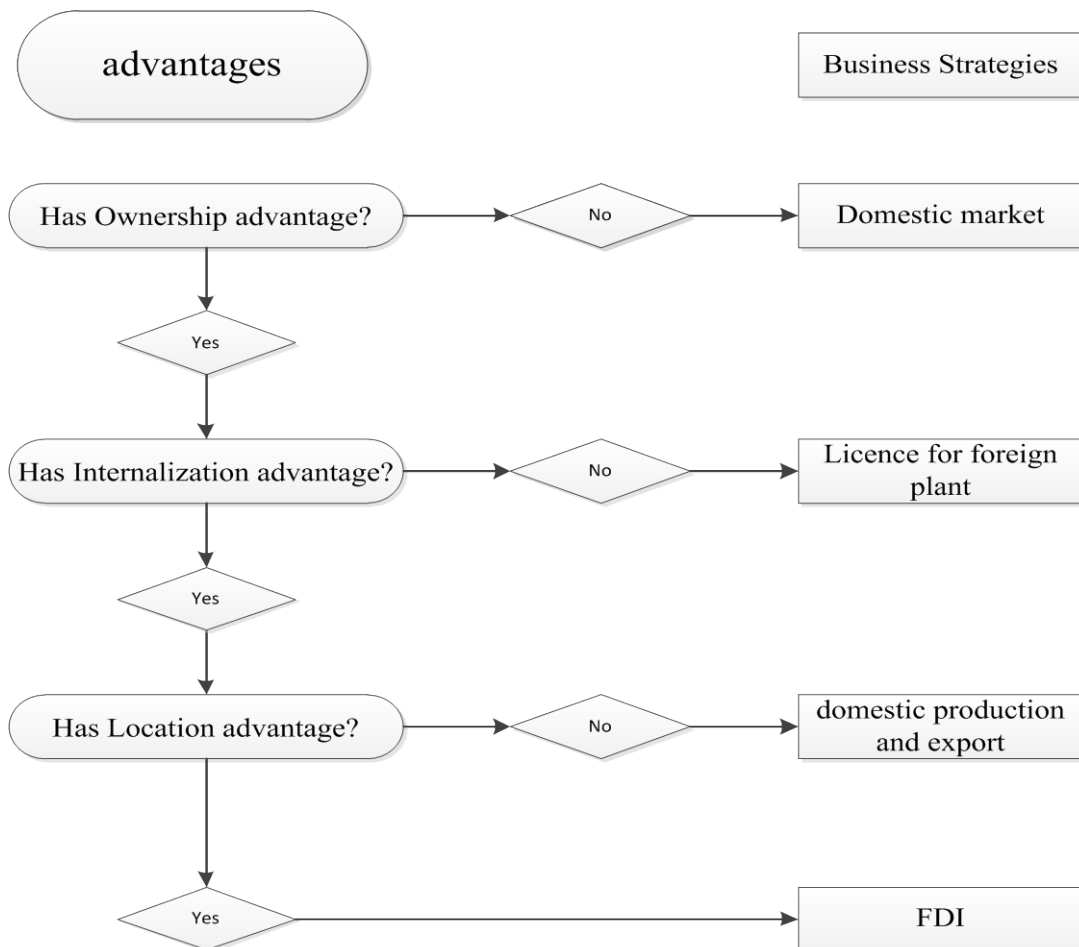 advantages
Business Strategies
Has Ownership advantage?
No
Domestic market
Yes
Has Internalization advantage?
No
Licence for foreign
plant
Yes
Has Location advantage?
No
domestic production
and export
Yes
FDI